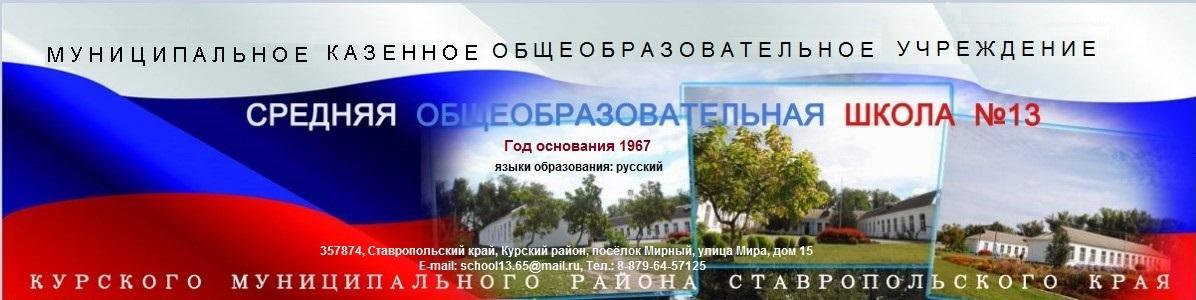 МУНИЦИПАЛЬНОЕ КАЗЕННОЕ ОБЩЕОБРАЗОВАТЕЛЬНОЕ УЧРЕЖДЕНИЕ
СРЕДНЯЯ ОБЩЕОБРАЗОВАТЕЛЬНАЯ ШКОЛА №13
Год основания 1967
языки образования: русский
357874, Ставропольский край, Курский район, посёлок Мирный, улица Мира, дом 15
E-mail: school13.65@mail.ru, Тел.: 8-879-64-57125
КУРСКОГО МУНИЦИПАЛЬНОГО РАЙОНА СТАВРОПОЛЬСКОГО КРАЯ